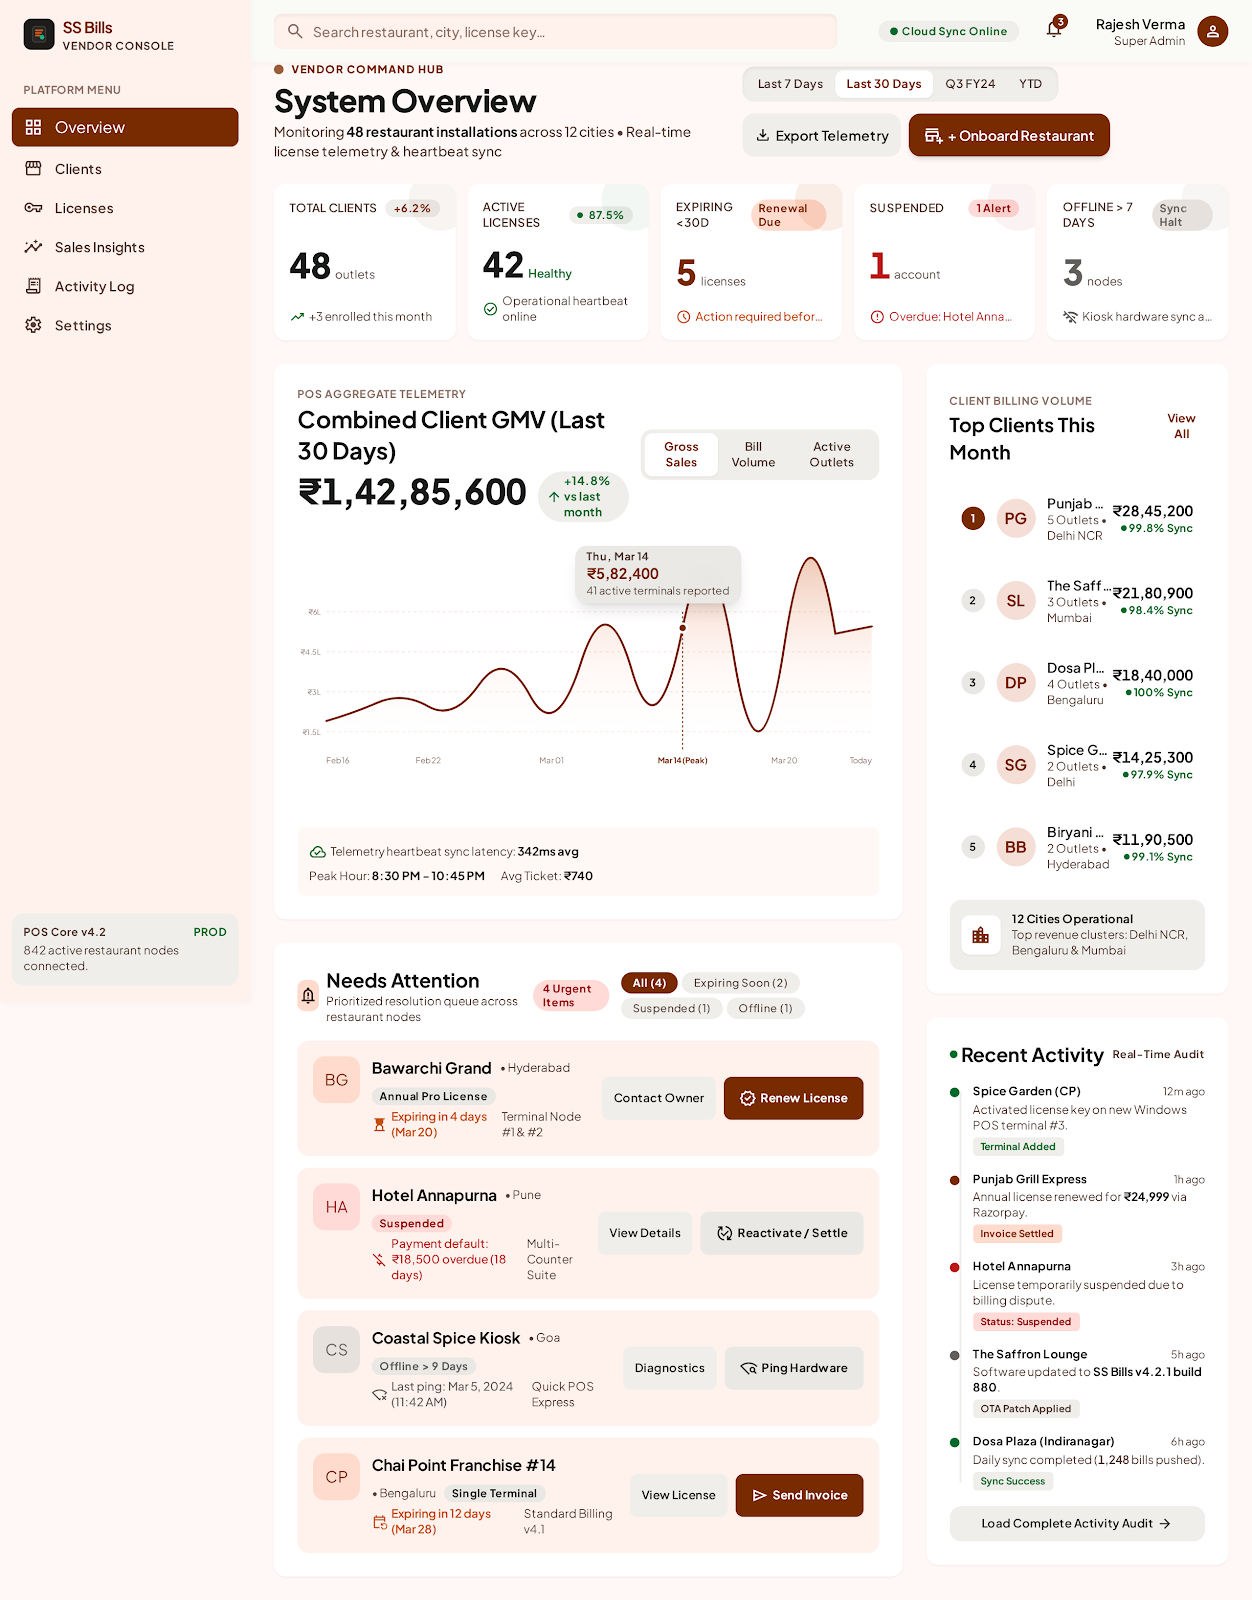 SS Bills
VENDOR CONSOLE
PLATFORM MENU
Overview
Clients
Licenses
Sales Insights
Activity Log
Settings
POS Core v4.2 PROD
842 active restaurant nodes
connected.
Search restaurant, city, license key...
Cloud Sync Online
3
Rajesh Verma
Super Admin
VENDOR COMMAND HUB
System Overview
Monitoring 48 restaurant installations across 12 cities • Real-time
license telemetry & heartbeat sync
Last 7 Days Last 30 Days Q3 FY24 YTD
Export Telemetry
+ Onboard Restaurant
TOTAL CLIENTS +6.2%
48 outlets
+3 enrolled this month
ACTIVE
LICENSES
87.5%
42 Healthy
Operational heartbeat
online
EXPIRING
<30D
Renewal
Due
5 licenses
Action required befor...
SUSPENDED 1 Alert
1 account
Overdue: Hotel Anna...
OFFLINE > 7
DAYS
Sync
Halt
3 nodes
Kiosk hardware sync a...
POS AGGREGATE TELEMETRY
Combined Client GMV (Last
30 Days)
₹1,42,85,600
+14.8%
vs last
month
Gross
Sales
Bill
Volume
Active
Outlets
Thu, Mar 14
₹5,82,400
41 active terminals reported
₹6L
₹4.5L
₹3L
₹1.5L
Feb 16 Feb 22 Mar 01 Mar 14 (Peak) Mar 20 Today
Telemetry heartbeat sync latency: 342ms avg
Peak Hour: 8:30 PM – 10:45 PM Avg Ticket: ₹740
CLIENT BILLING VOLUME
Top Clients This
Month
View
All
1 PG Punjab ... ₹28,45,200
5 Outlets •
Delhi NCR
99.8% Sync
2 SL The Saff... ₹21,80,900
3 Outlets •
Mumbai
98.4% Sync
3 DP Dosa Pl... ₹18,40,000
4 Outlets •
Bengaluru
100% Sync
4 SG Spice G... ₹14,25,300
2 Outlets •
Delhi
97.9% Sync
5 BB Biryani ... ₹11,90,500
2 Outlets •
Hyderabad
99.1% Sync
12 Cities Operational
Top revenue clusters: Delhi NCR,
Bengaluru & Mumbai
Needs Attention
Prioritized resolution queue across
restaurant nodes
4 Urgent
Items
All (4) Expiring Soon (2)
Suspended (1) Offline (1)
BG
Bawarchi Grand • Hyderabad
Annual Pro License
Expiring in 4 days
(Mar 20)
Terminal Node
#1 & #2
Contact Owner
Renew License
HA
Hotel Annapurna • Pune
Suspended
Payment default:
₹18,500 overdue (18
days)
Multi-
Counter
Suite
View Details
Reactivate / Settle
CS
Coastal Spice Kiosk • Goa
Offline > 9 Days
Last ping: Mar 5, 2024
(11:42 AM)
Quick POS
Express
Diagnostics
Ping Hardware
CP
Chai Point Franchise #14
• Bengaluru Single Terminal
Expiring in 12 days
(Mar 28)
Standard Billing
v4.1
View License
Send Invoice
Recent Activity Real-Time Audit
Spice Garden (CP) 12m ago
Activated license key on new Windows
POS terminal #3.
Terminal Added
Punjab Grill Express 1h ago
Annual license renewed for ₹24,999 via
Razorpay.
Invoice Settled
Hotel Annapurna 3h ago
License temporarily suspended due to
billing dispute.
Status: Suspended
The Saffron Lounge 5h ago
Software updated to SS Bills v4.2.1 build
880.
OTA Patch Applied
Dosa Plaza (Indiranagar) 6h ago
Daily sync completed (1,248 bills pushed).
Sync Success
Load Complete Activity Audit →